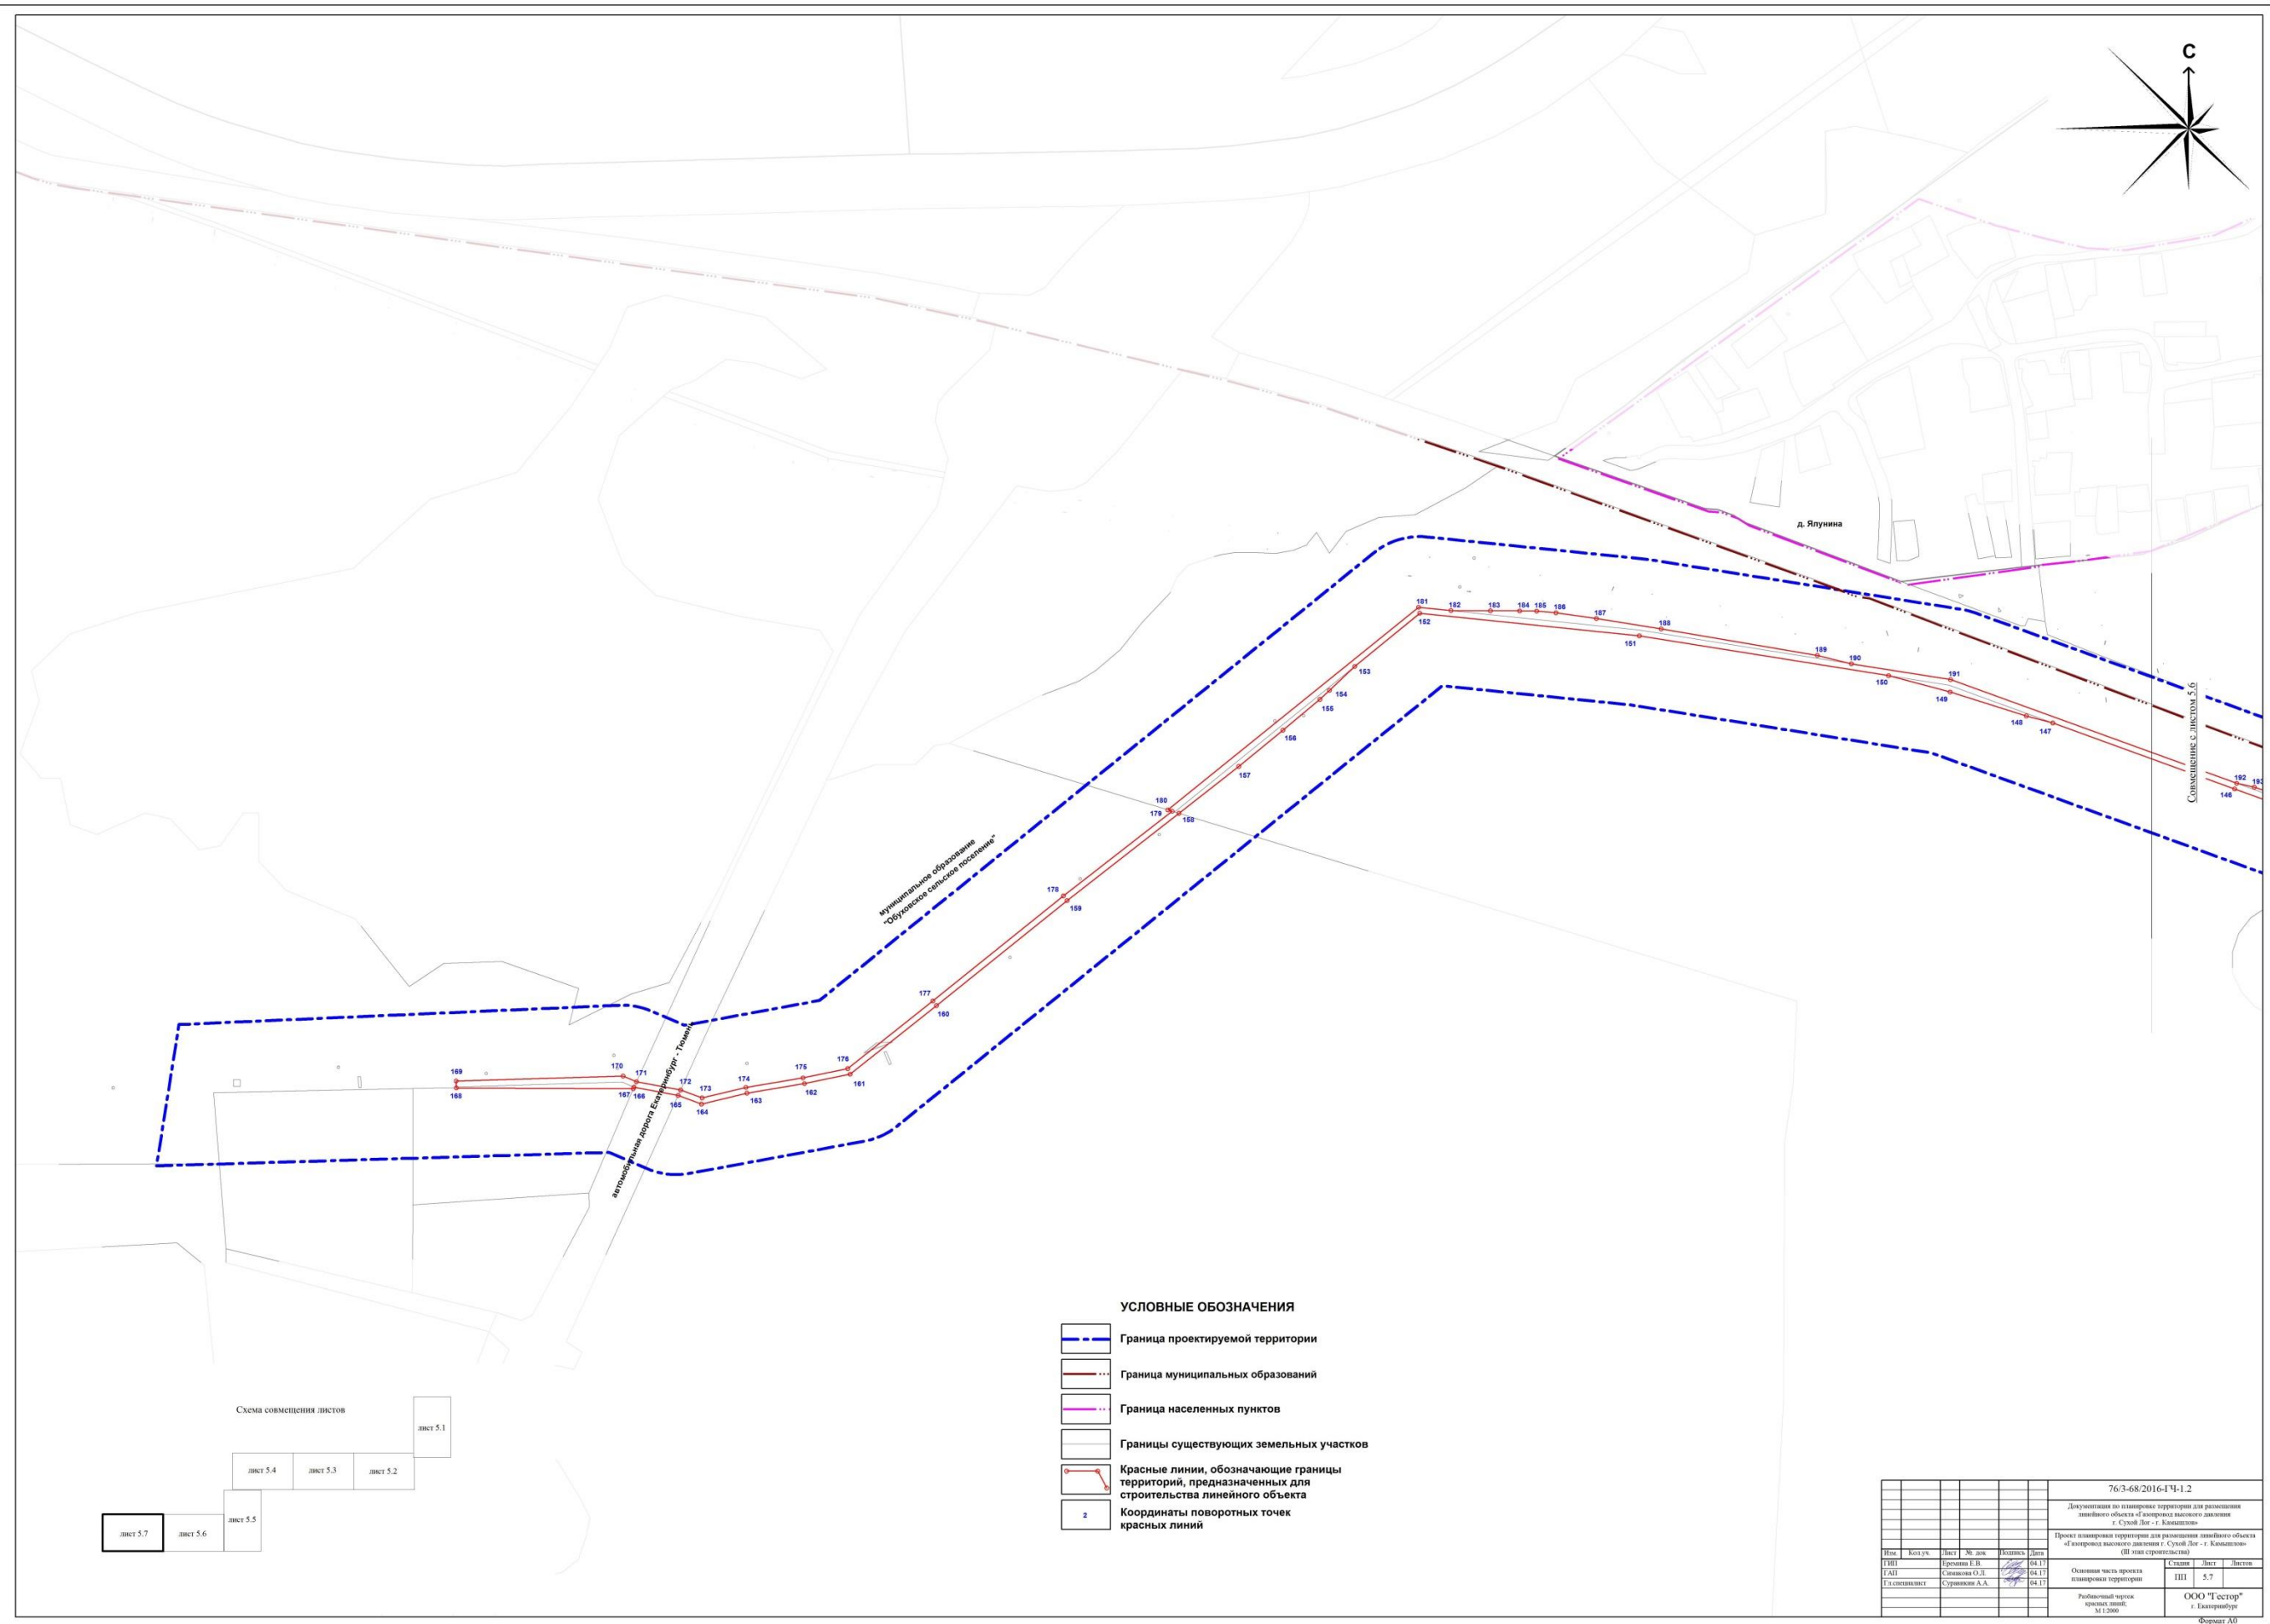 С
д. Ялунина
181
182
183
184
185
186
187
188
189
190
191
192
193
152
151
150
149
148
147
146
153
154
155
156
157
158
180
179
178
159
177
160
176
161
175
162
174
163
173
164
172
165
171
170
167
166
169
168
Совмещение с листом 5.6
муниципальное образование
"Обуховское сельское поселение"
автомобильная дорога Екатеринбург - Тюмень
УСЛОВНЫЕ ОБОЗНАЧЕНИЯ
Граница проектируемой территории
Граница муниципальных образований
Граница населенных пунктов
Границы существующих земельных участков
Красные линии, обозначающие границы
территорий, предназначенных для
строительства линейного объекта
2
Координаты поворотных точек
красных линий
Схема совмещения листов
лист 5.1
лист 5.4
лист 5.3
лист 5.2
лист 5.5
лист 5.7
лист 5.6
76/3-68/2016-ГЧ-1.2
Документация по планировке территории для размещения
линейного объекта «Газопровод высокого давления
г. Сухой Лог - г. Камышлов»
Проект планировки территории для размещения линейного объекта
«Газопровод высокого давления г. Сухой Лог - г. Камышлов»
(III этап строительства)
Изм. Кол.уч. Лист № док Подпись Дата
ГИП Еремина Е.В. 04.17
ГАП Симакова О.Л. 04.17
Гл.специалист А.А. 04.17
Основная часть проекта
планировки территории
Стадия Лист Листов
ПП 5.7
Разбивочный чертеж
красных линий;
М 1:2000
ООО "Гестор"
г. Екатеринбург
Формат А0